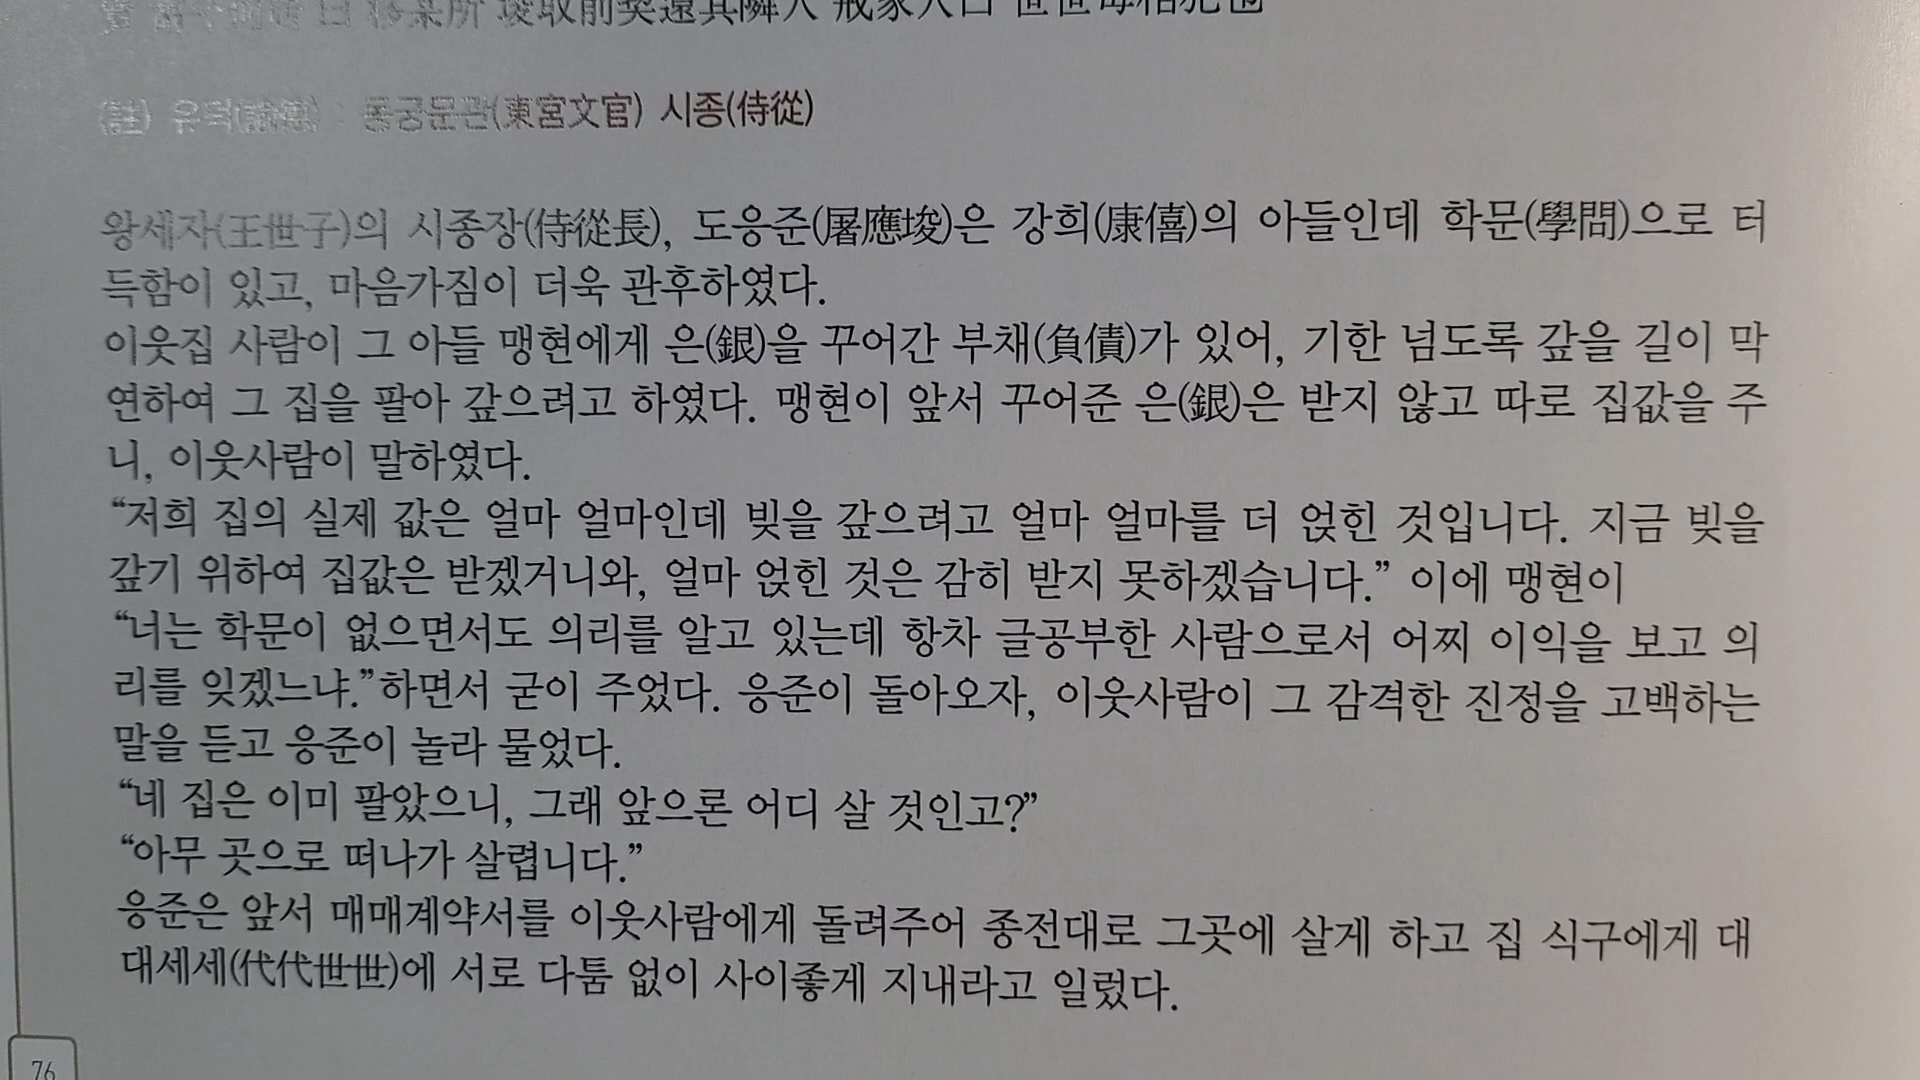 所 埈取前契還其隣人 戒家人曰 世世毋相犯也
(註) 유덕(諭德) : 동궁문관(東宮文官) 시종(侍從)
왕세자(王世子)의 시종장(侍從長), 도응준(屠應埈)은 강희(康僖)의 아들인데 학문(學問)으로 터
득함이 있고, 마음가짐이 더욱 관후하였다.
이웃집 사람이 그 아들 맹현에게 은(銀)을 꾸어간 부채(負債)가 있어, 기한 넘도록 갚을 길이 막
연하여 그 집을 팔아 갚으려고 하였다. 맹현이 앞서 꾸어준 은(銀)은 받지 않고 따로 집값을 주
니, 이웃사람이 말하였다.
“저희 집의 실제 값은 얼마 얼마인데 빚을 갚으려고 얼마 얼마를 더 얹힌 것입니다. 지금 빚을
갚기 위하여 집값은 받겠거니와, 얼마 얹힌 것은 감히 받지 못하겠습니다.” 이에 맹현이
“너는 학문이 없으면서도 의리를 알고 있는데 항차 글공부한 사람으로서 어찌 이익을 보고 의
리를 잊겠느냐.”하면서 굳이 주었다. 응준이 돌아오자, 이웃사람이 그 감격한 진정을 고백하는
말을 듣고 응준이 놀라 물었다.
“네 집은 이미 팔았으니, 그래 앞으론 어디 살 것인고?”
“아무 곳으로 떠나가 살렵니다.”
응준은 앞서 매매계약서를 이웃사람에게 돌려주어 종전대로 그곳에 살게 하고 집 식구에게 대
대세세(代代世世)에 서로 다툼 없이 사이좋게 지내라고 일렀다.
76